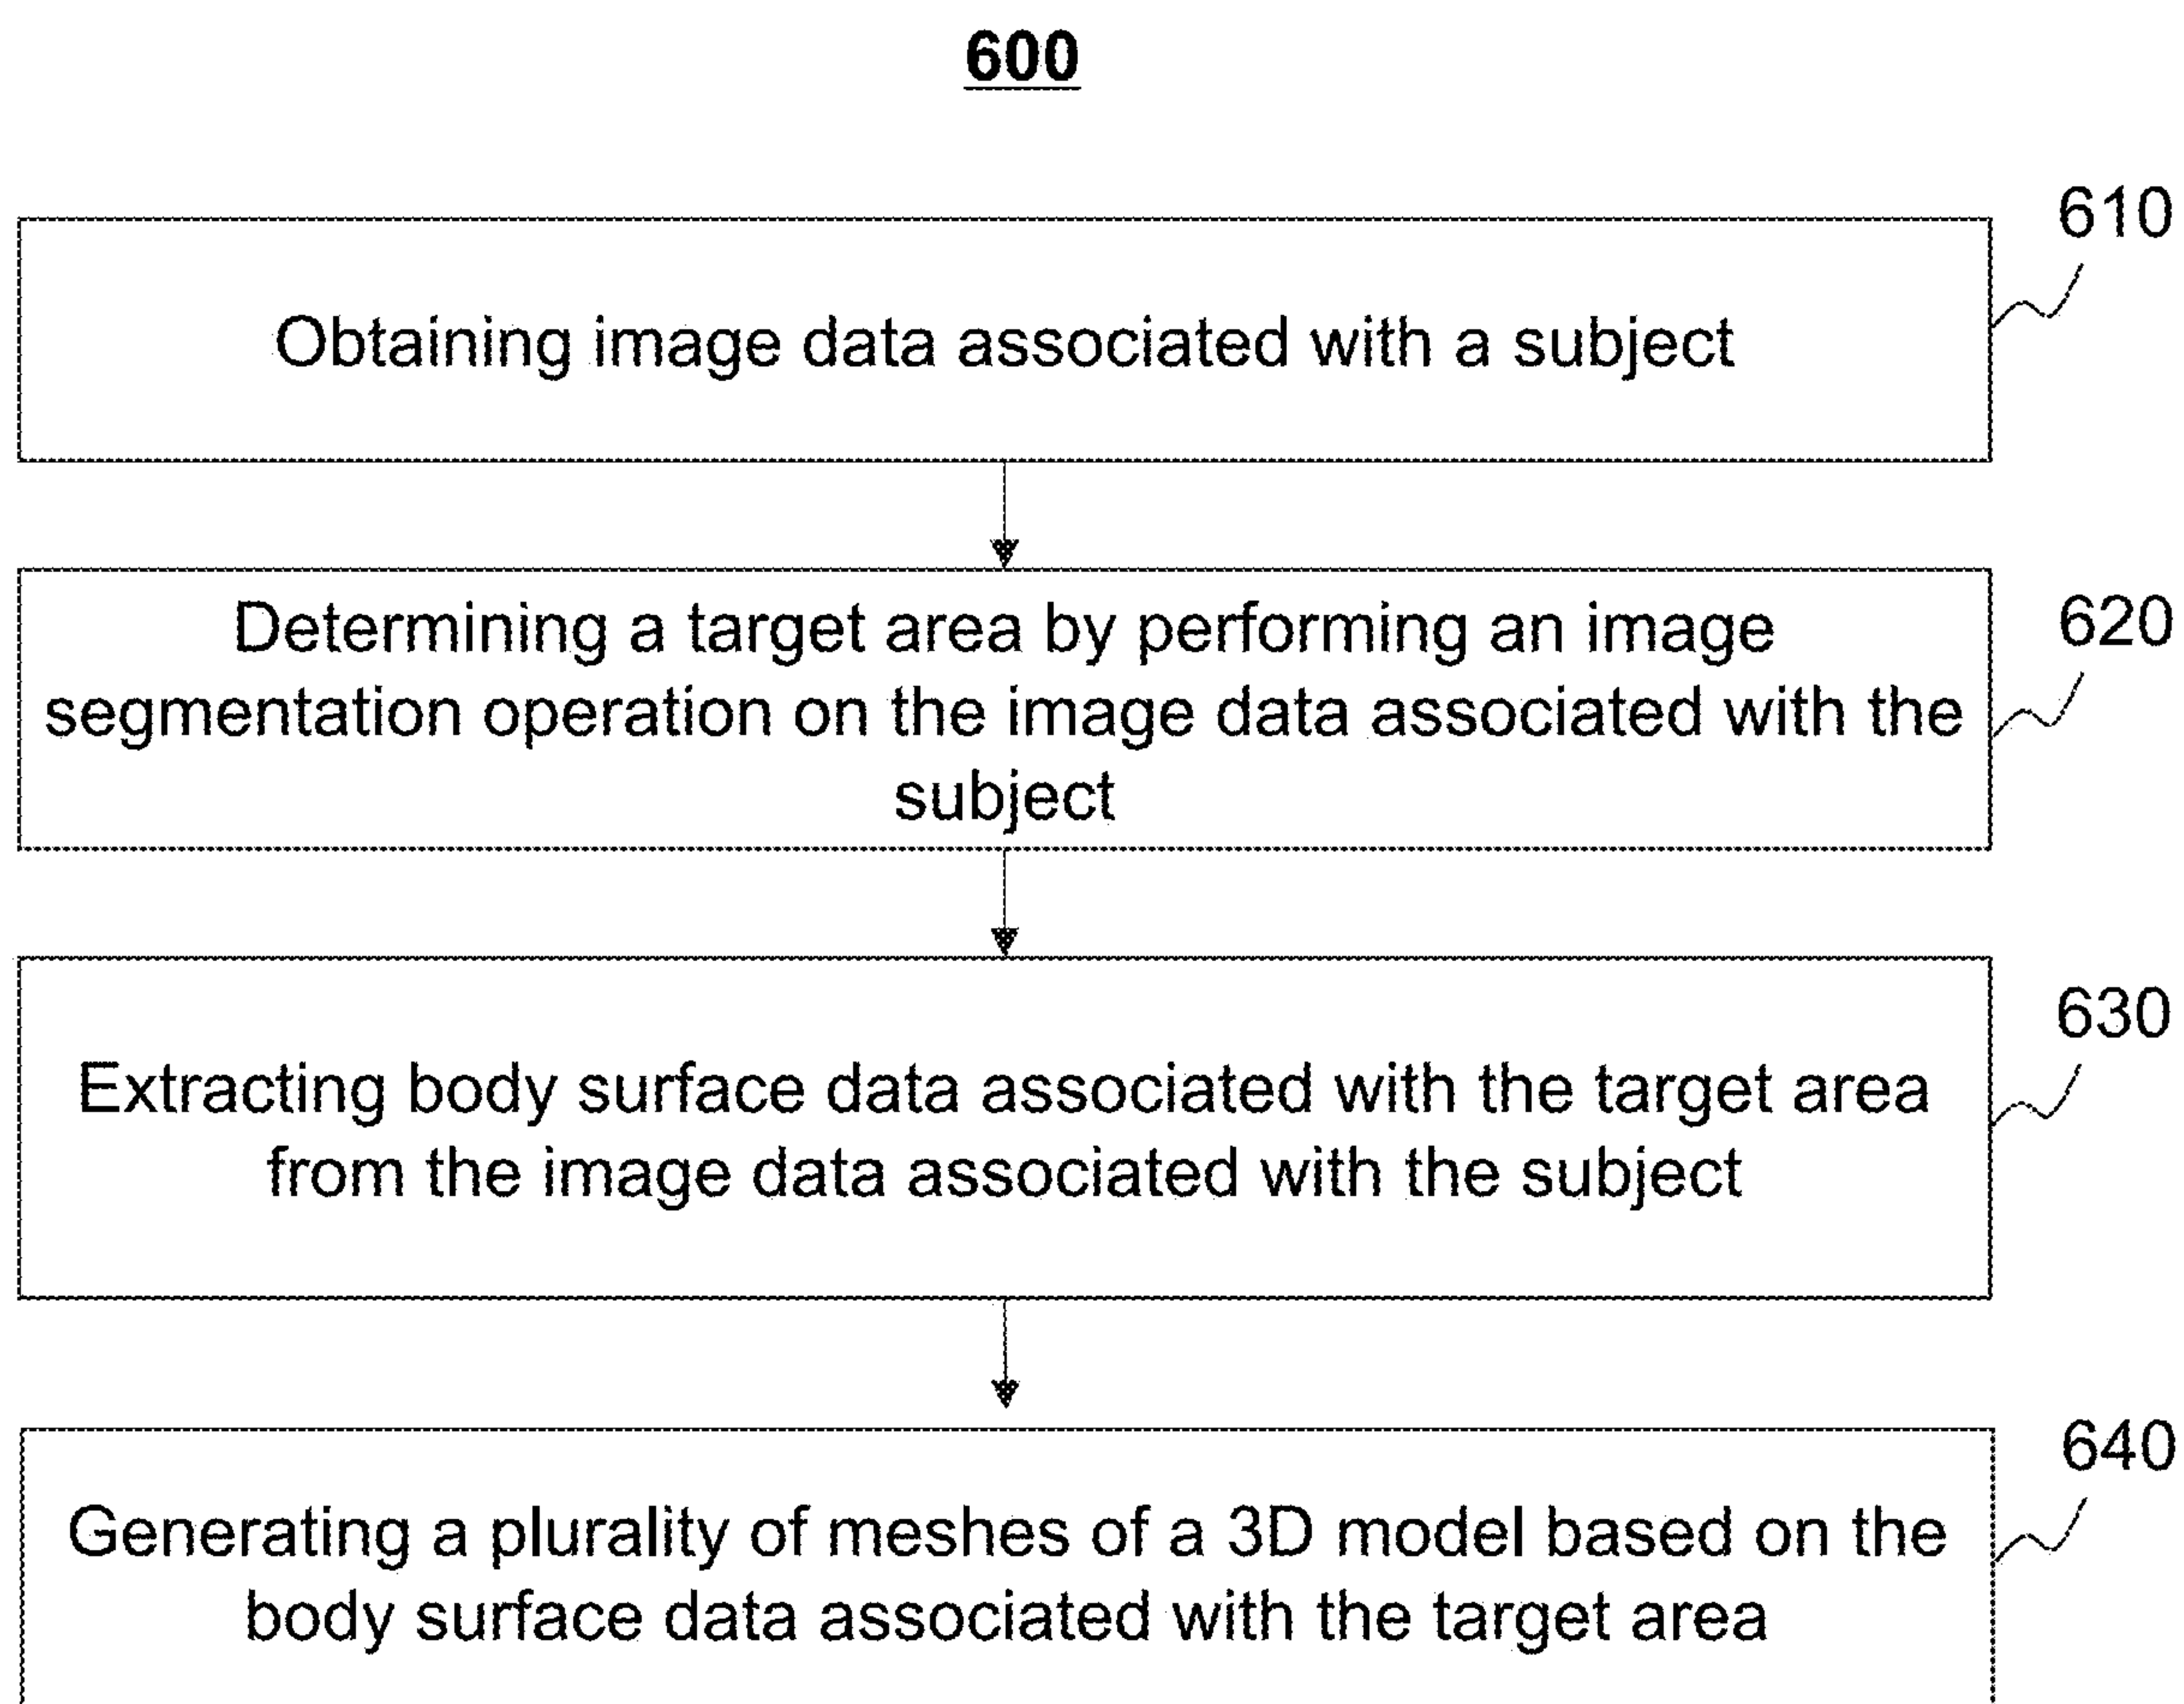 600
610
Obtaining image data associated with a subject
620
Determining a target area by performing an image
segmentation operation on the image data associated with the
subject
630
Extracting body surface data associated with the target area
from the image data associated with the subject
640
Generating a plurality of meshes of a 3D model based on the
body surface data associated with the target area